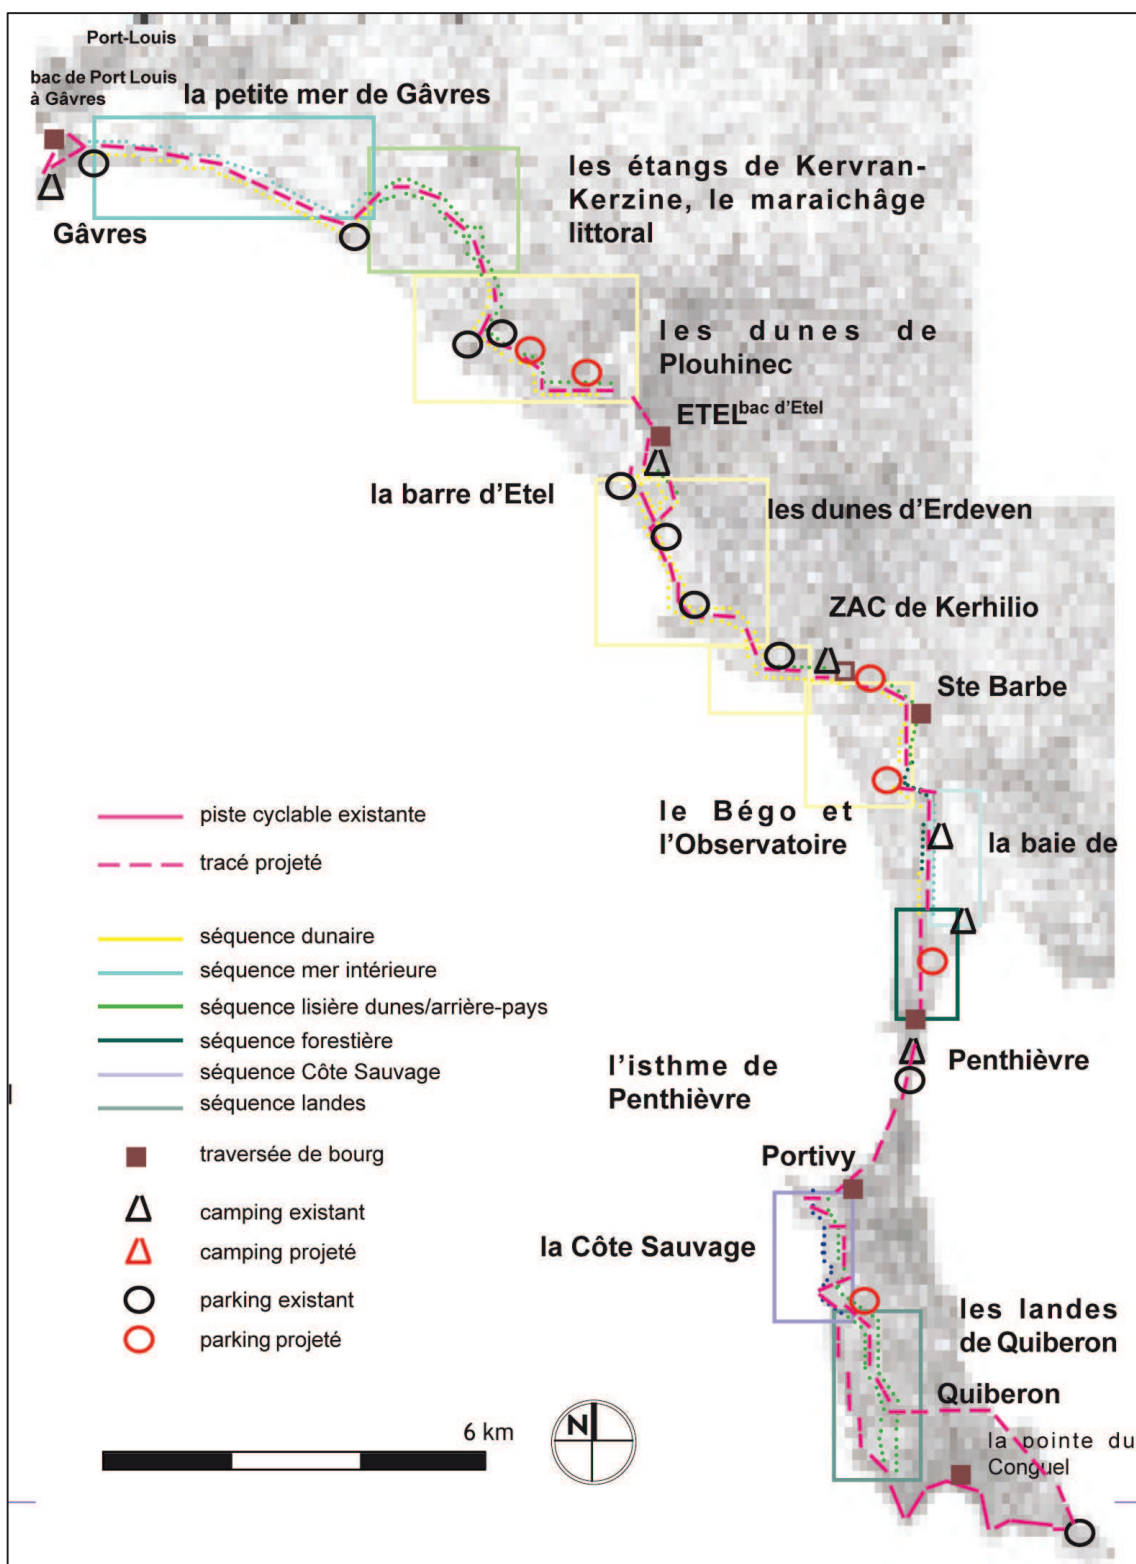 Port-Louis
bac de Port Louis
à Gâvres
la petite mer de Gâvres
Gâvres
les étangs de Kervran-
Kerzine, le maraichâge
littoral
les dunes de
Plouhinec
ETEL bac d'Etel
la barre d'Etel
les dunes d'Erdeven
ZAC de Kerhilio
Ste Barbe
le Bégo et
l'Observatoire
la baie de
piste cyclable existante
tracé projeté
séquence dunaire
séquence mer intérieure
séquence lisière dunes/arrière-pays
séquence forestière
séquence Côte Sauvage
séquence landes
traversée de bourg
camping existant
camping projeté
parking existant
parking projeté
l'isthme de
Penthièvre
Penthièvre
Portivy
la Côte Sauvage
les landes
de Quiberon
Quiberon
la pointe du
Conguel
6 km
N